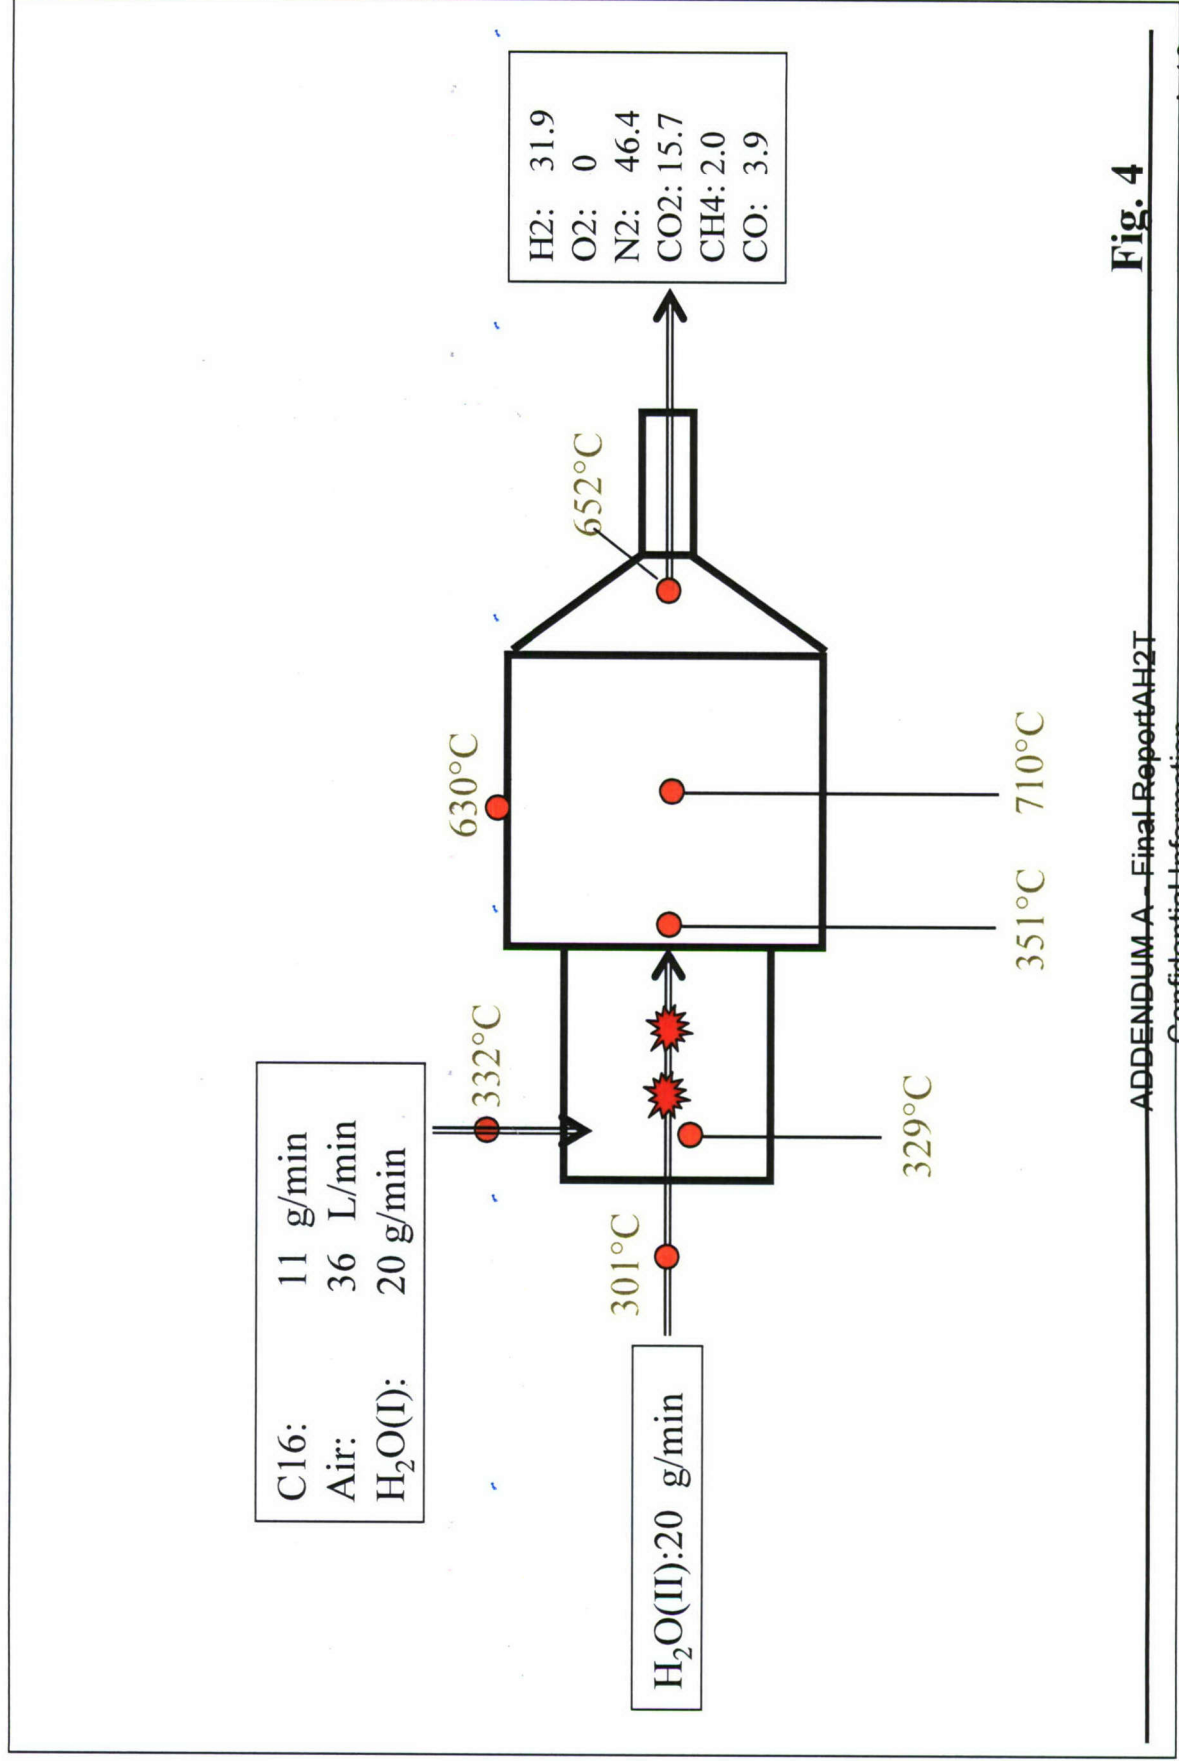 C16: 11 g/min
Air: 36 L/min
H₂O(I): 20 g/min
332°C
630°C
652°C
H2: 31.9
O2: 0
N2: 46.4
CO2: 15.7
CH4: 2.0
CO: 3.9
301°C
H₂O(II):20 g/min
329°C
351°C
710°C
Fig. 4
ADDENDUM A - Final ReportAH2T
Confidential Information